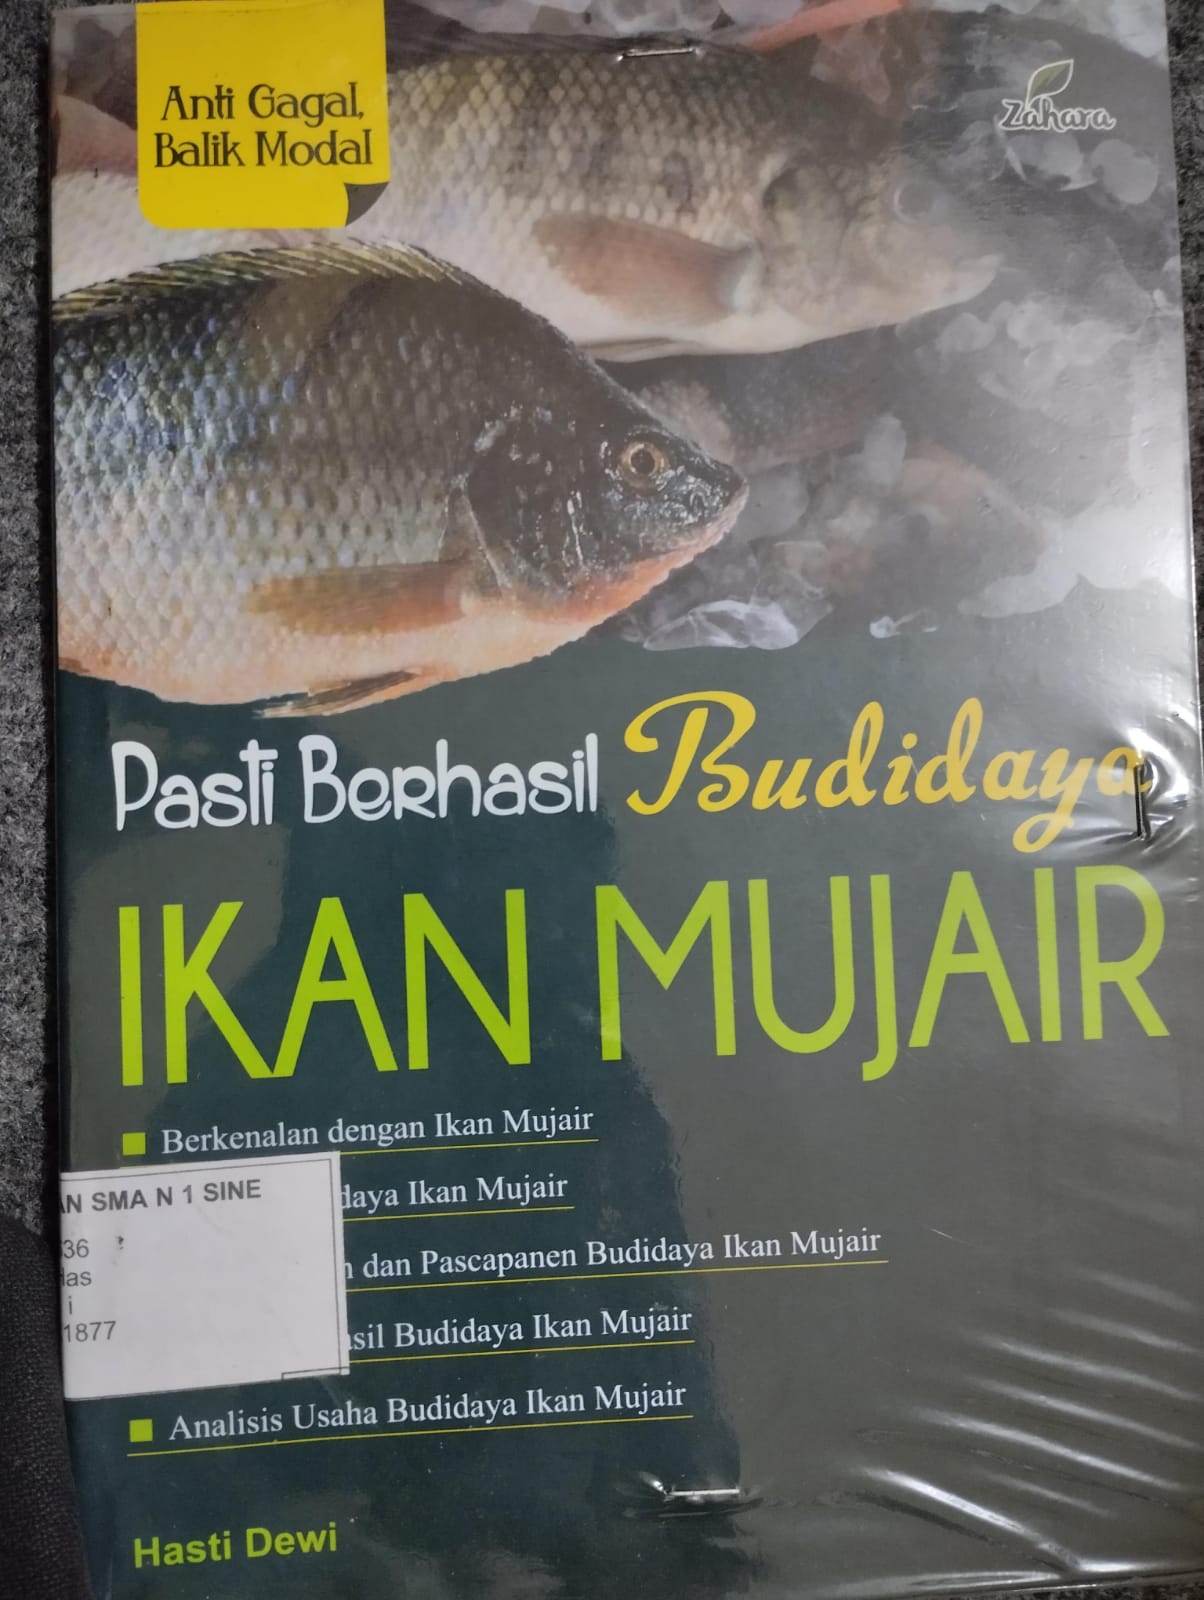 Anti Gagal,
Balik Modal
Zahara
Pasti Berhasil Budidaya
IKAN MUJAIR
Berkenalan dengan Ikan Mujair
daya Ikan Mujair
dan Pascapanen Budidaya Ikan Mujair
sil Budidaya Ikan Mujair
Analisis Usaha Budidaya Ikan Mujair
AN SMA N 1 SINE
36
i
1877
Hasti Dewi